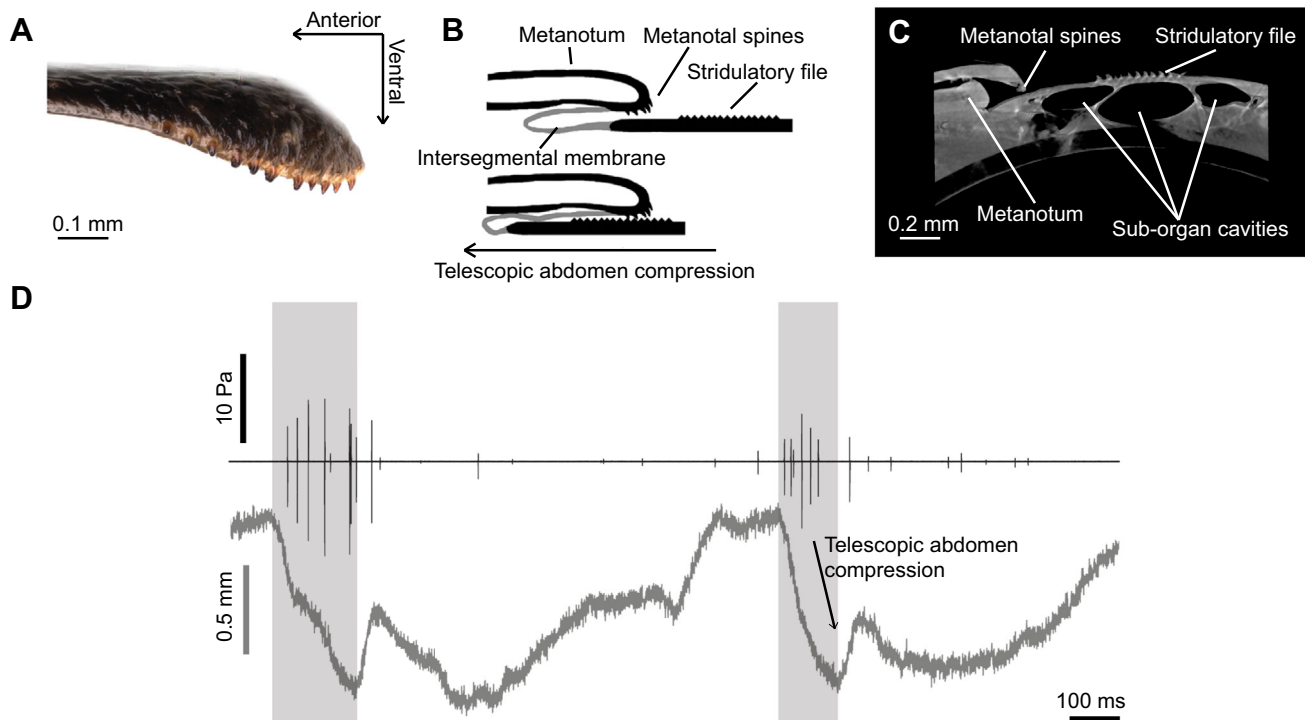 A
Anterior
Ventral
0.1 mm
B
Metanotum
Metanotal spines
Stridulatory file
Intersegmental membrane
Telescopic abdomen compression
C
Metanotal spines
Stridulatory file
Metanotum
0.2 mm
Sub-organ cavities
D
10 Pa
0.5 mm
Telescopic abdomen
compression
100 ms